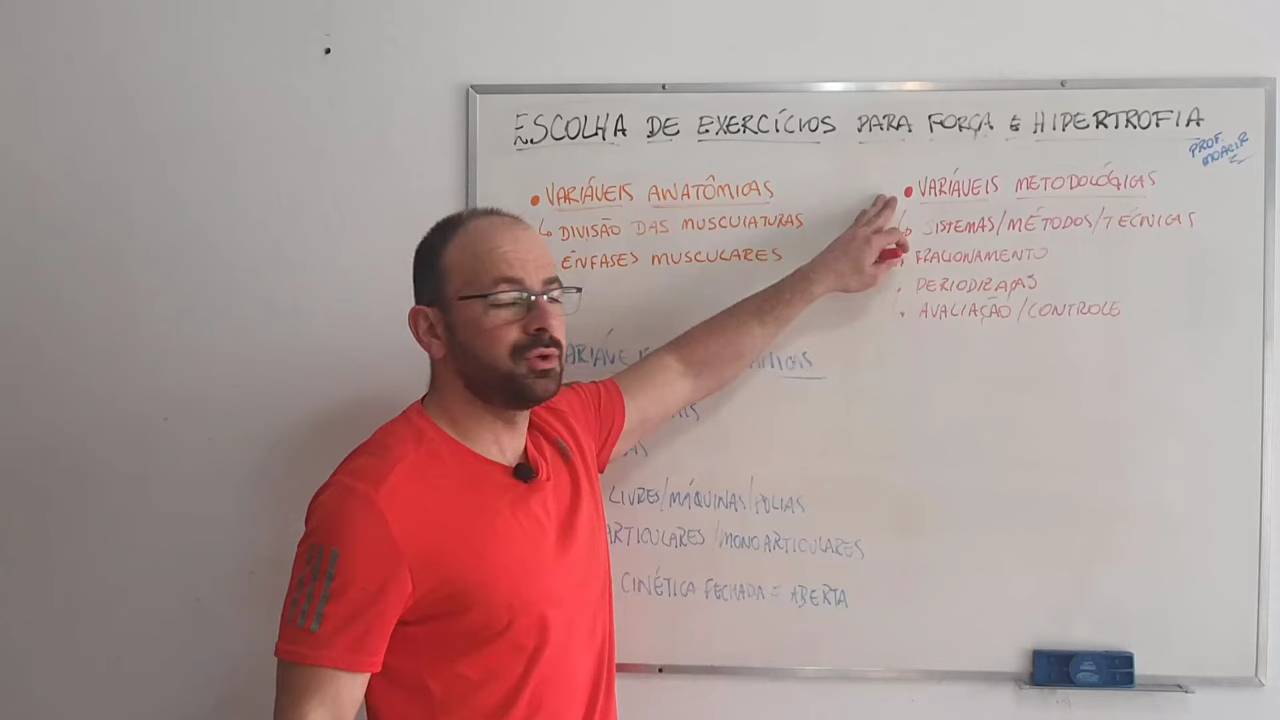 ESCOLHA DE EXERCÍCIOS PARA FORÇA E HIPERTROFIA
PROF. MOACIR
• VARIÁVEIS ANATÔMICAS
↳ DIVISÃO DAS MUSCULATURAS
ÊNFASES MUSCULARES
LIVRES/MÁQUINAS/POLIAS
ARTICULARES/MONOARTICULARES
CINÉTICA FECHADA E ABERTA
• VARIÁVEIS METODOLÓGICAS
↳ SISTEMAS/MÉTODOS/TÉCNICAS
FRACIONAMENTO
AVALIAÇÃO/CONTROLE